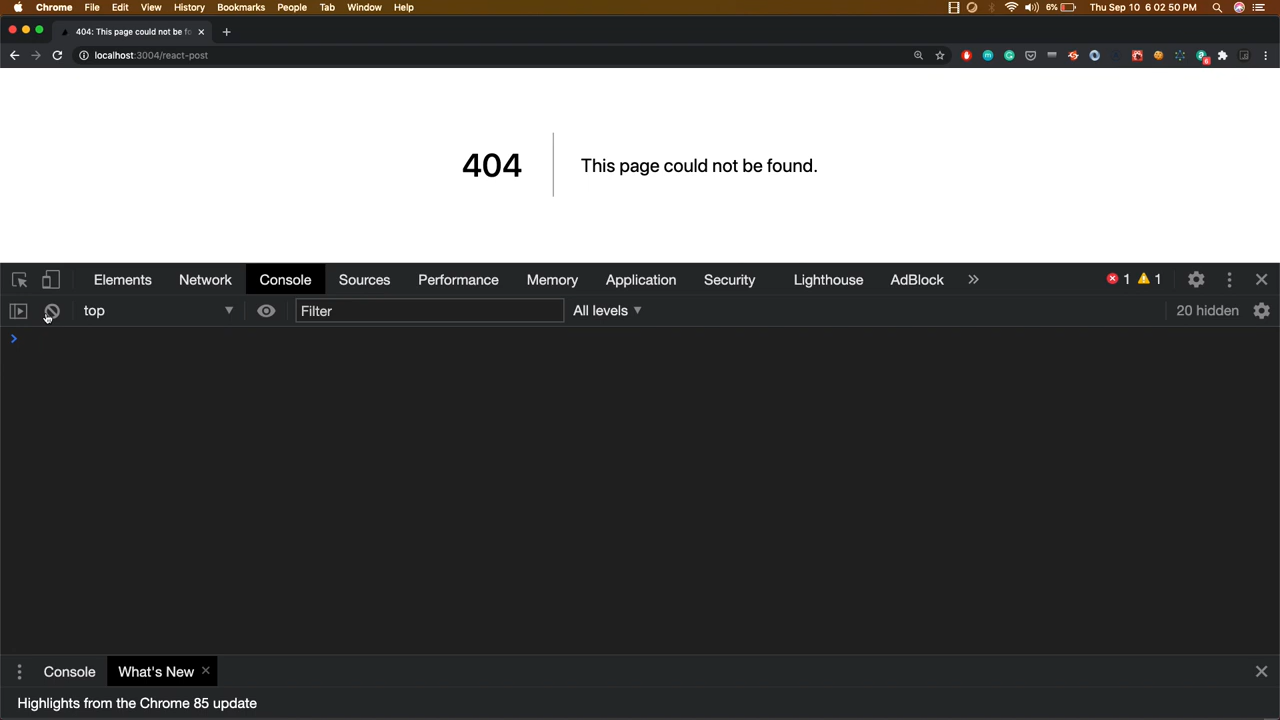 Chrome File Edit View History Bookmarks People Tab Window Help 6% Thu Sep 10 6:02:50 PM
404: This page could not be fo
localhost:3004/react-post
6
404 This page could not be found.
Elements Network Console Sources Performance Memory Application Security Lighthouse AdBlock » 1 1
top Filter All levels 20 hidden
>
Console What's New
Highlights from the Chrome 85 update